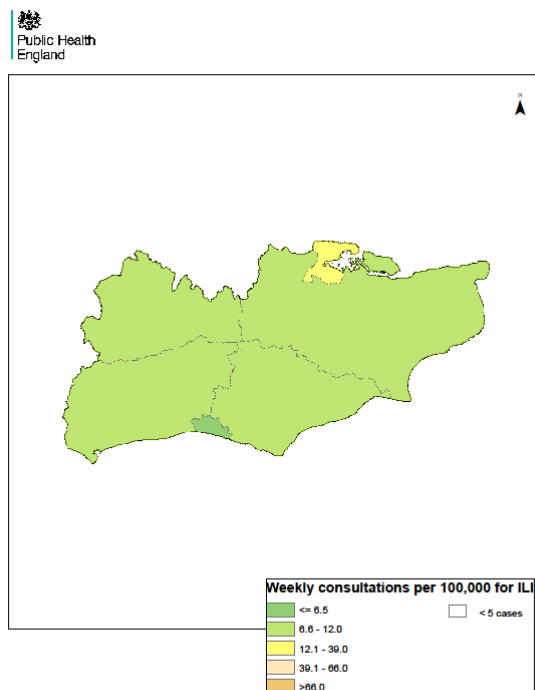 Public Health
England
N
Weekly consultations per 100,000 for ILI
<= 6.5
< 5 cases
6.6 - 12.0
12.1 - 39.0
39.1 - 66.0
>66.0